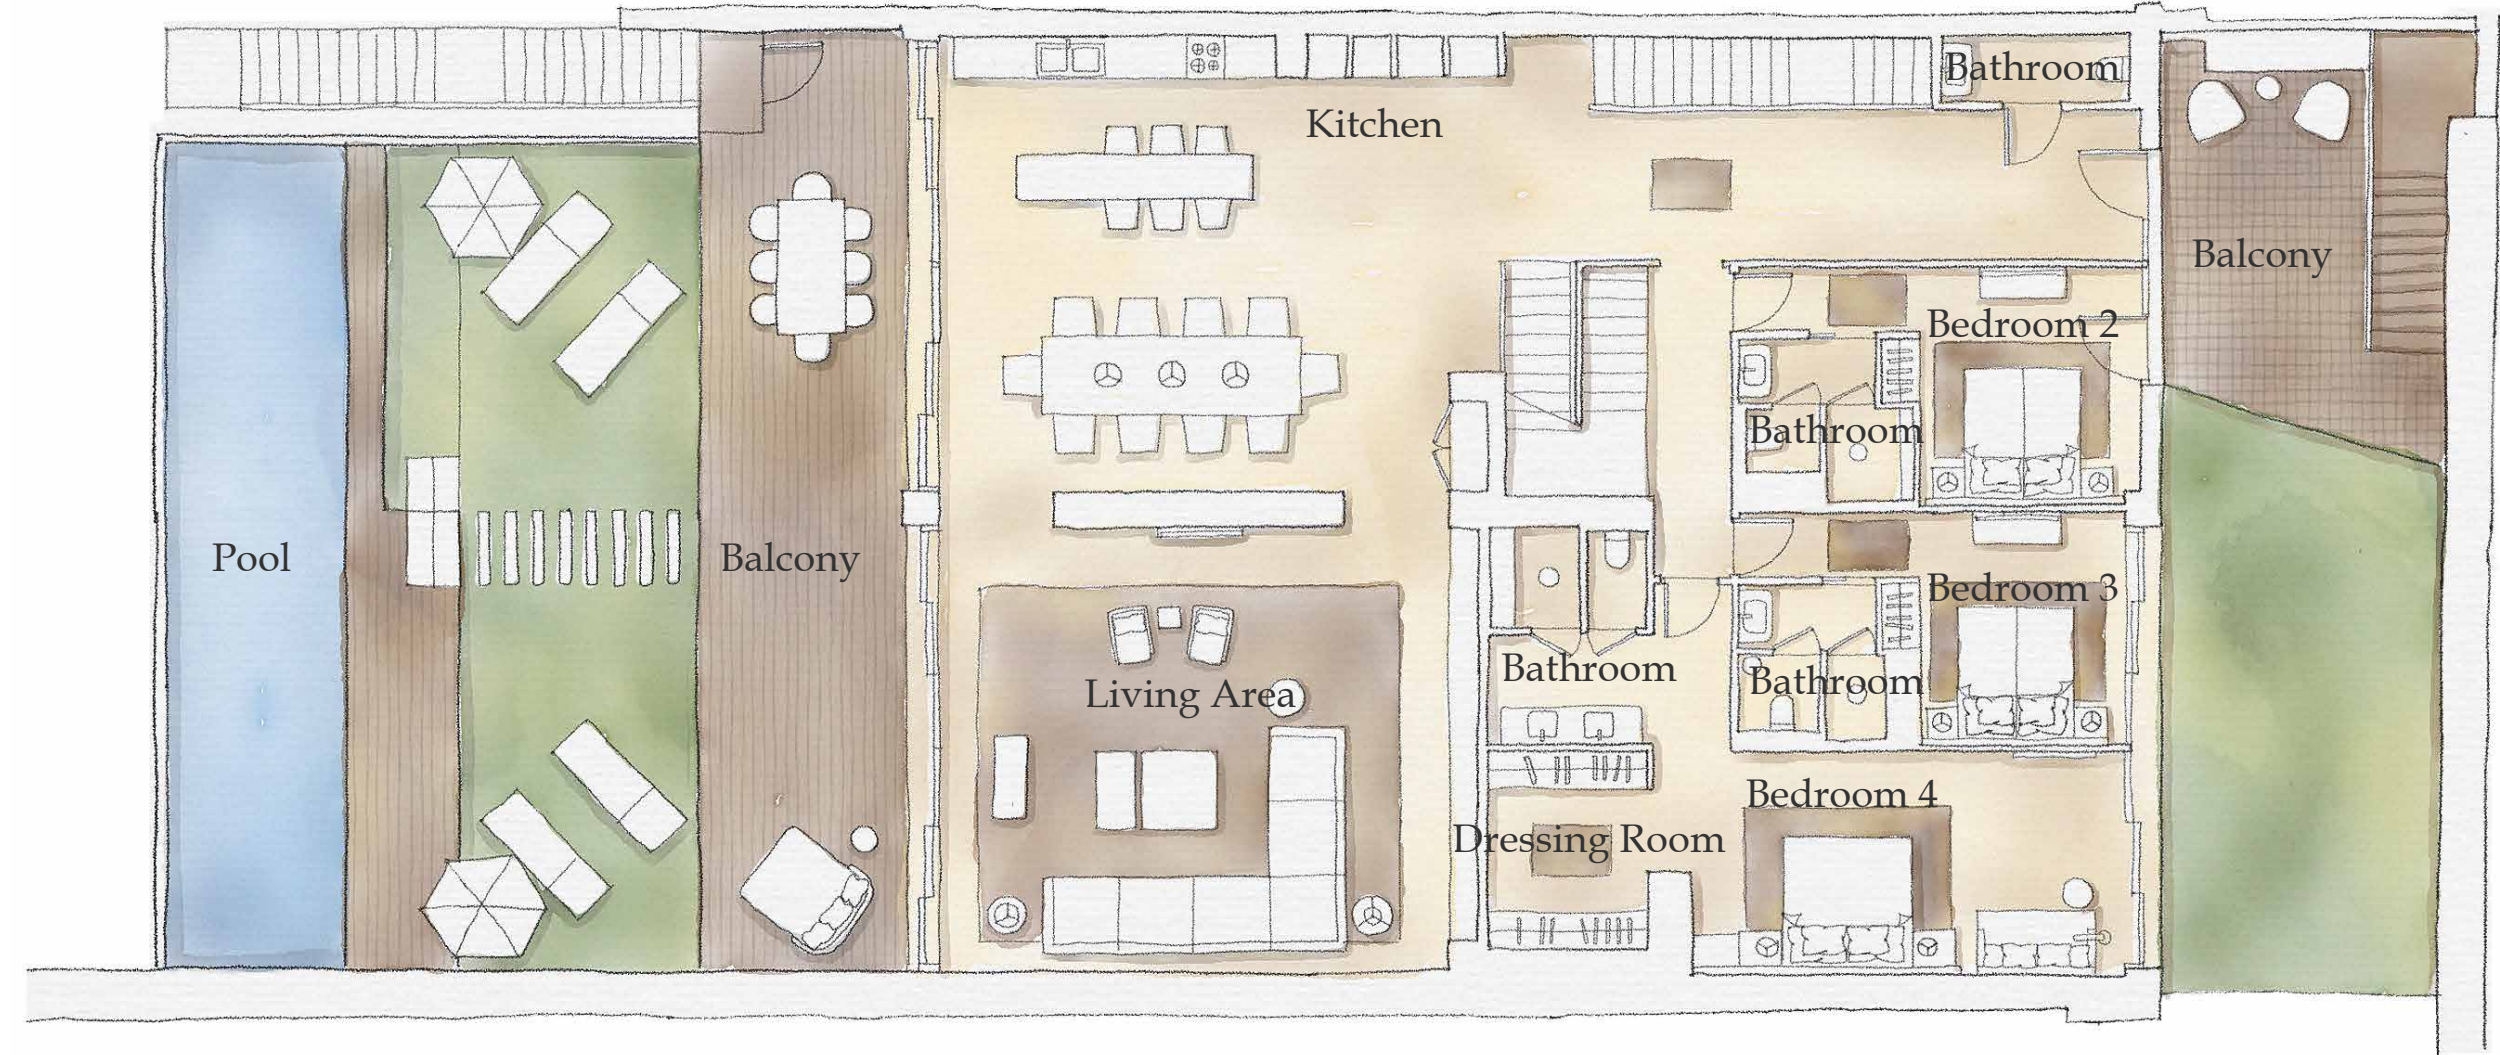 Bathroom
Kitchen
Balcony
Bedroom 2
Bathroom
Pool
Balcony
Bedroom 3
Living Area
Bathroom
Bathroom
Bedroom 4
Dressing Room